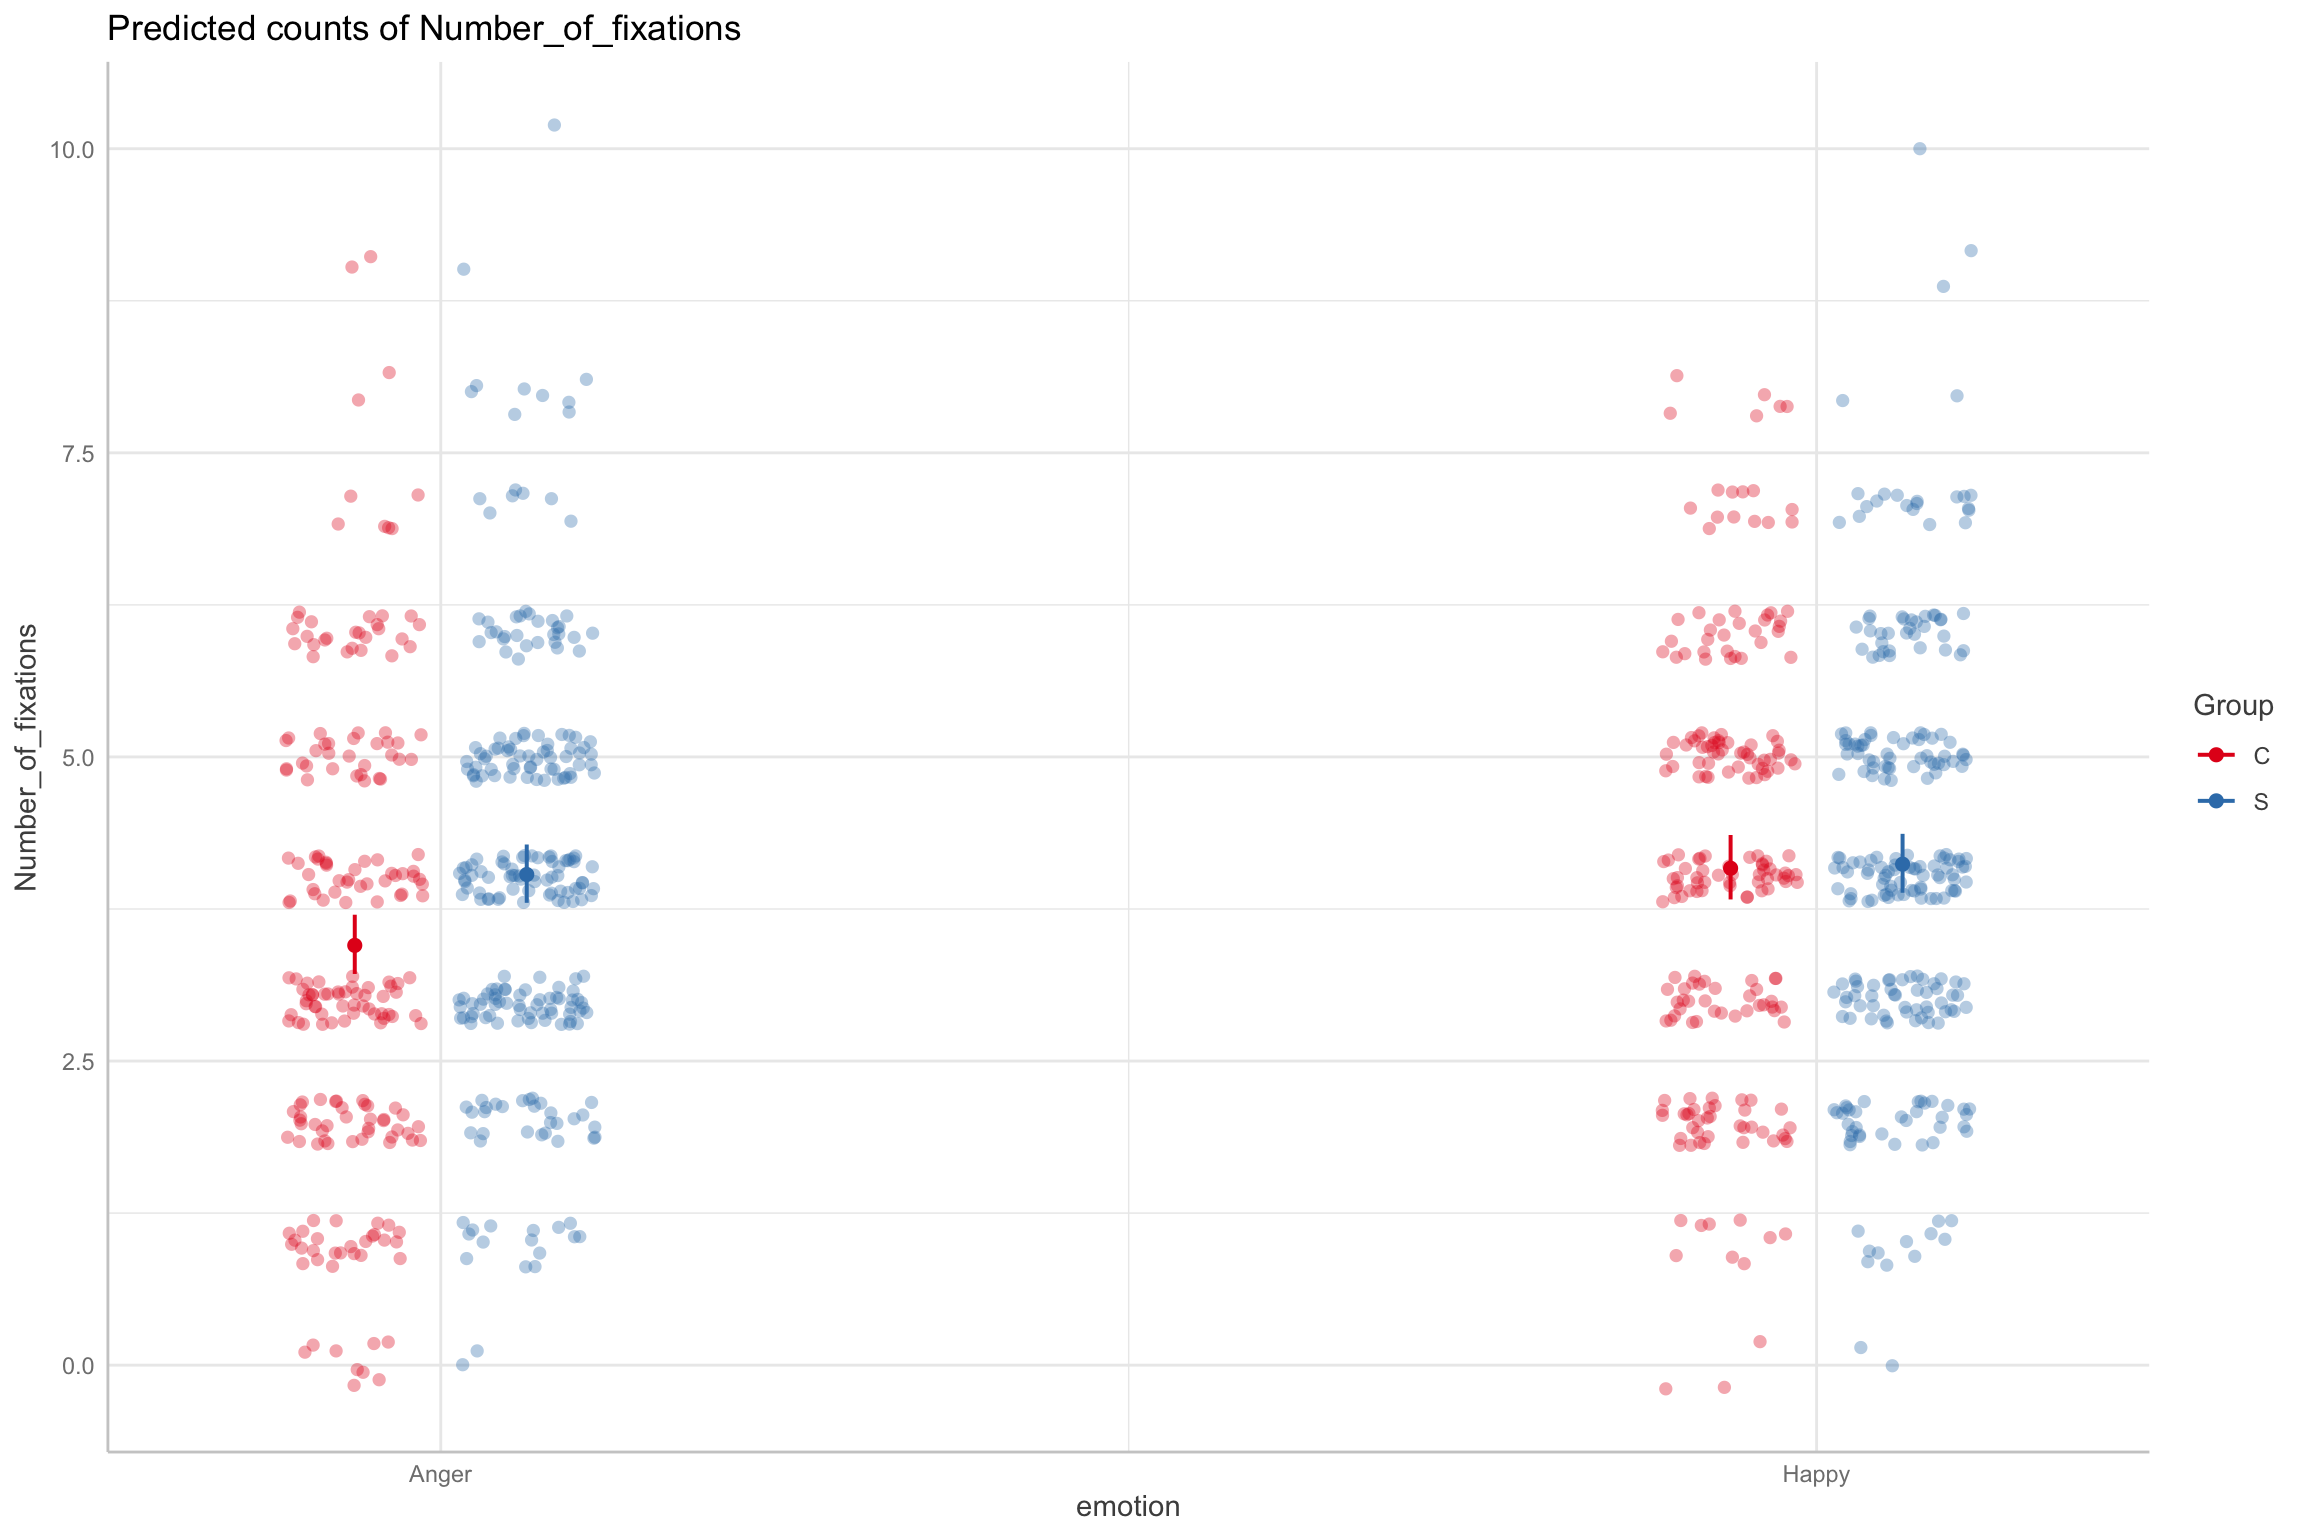 Predicted counts of Number_of_fixations
Number_of_fixations
10.0
7.5
5.0
2.5
0.0
Anger
Happy
emotion
Group
C
S